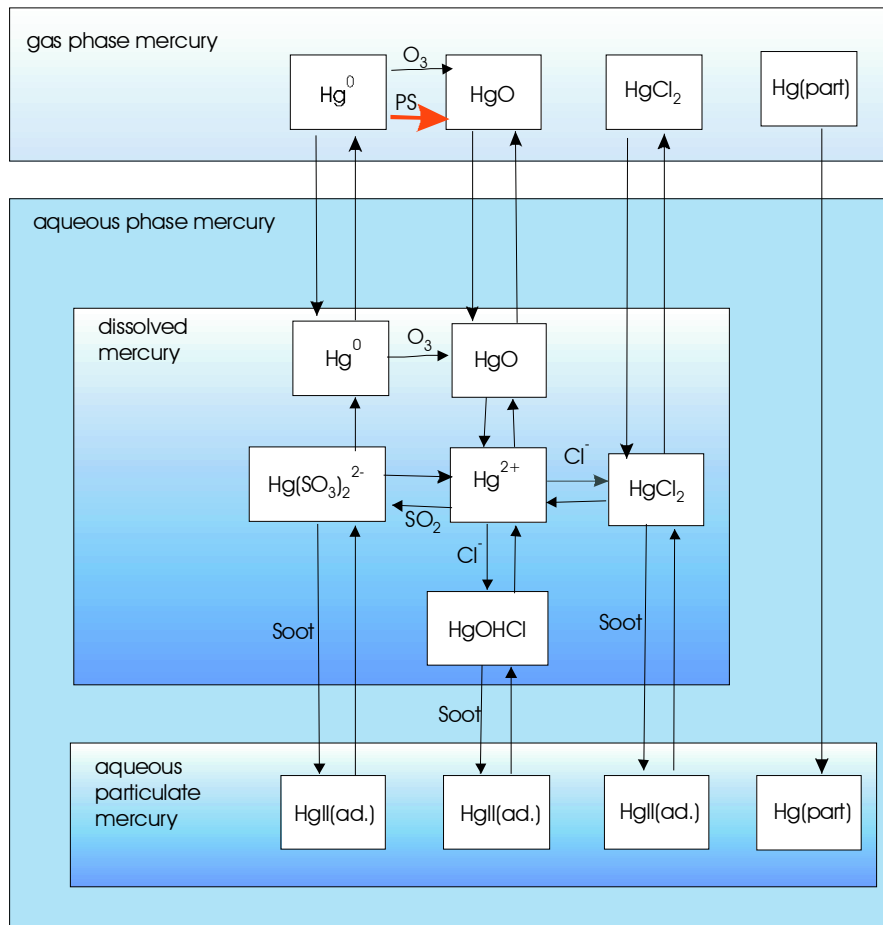 gas phase mercury
O₃
Hg⁰
PS
HgO
HgCl₂
Hg(part)
aqueous phase mercury
dissolved
mercury
Hg⁰
O₃
HgO
Hg(SO₃)₂²⁻
SO₂
Hg²⁺
Cl⁻
HgCl₂
Cl⁻
HgOHCl
Soot
Soot
Soot
aqueous
particulate
mercury
HgII(ad.)
HgII(ad.)
HgII(ad.)
Hg(part)